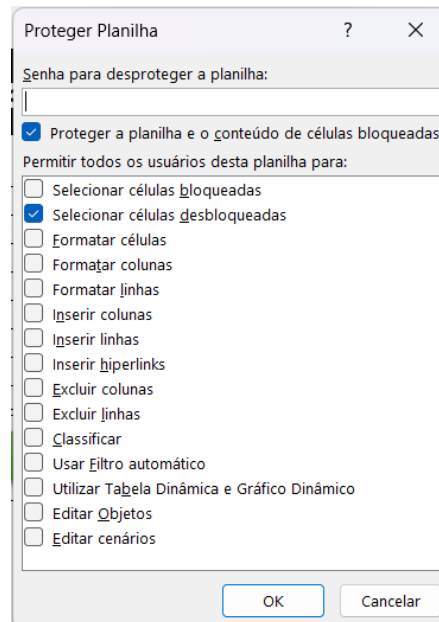 Proteger Planilha
?
Senha para desproteger a planilha:
Proteger a planilha e o conteúdo de células bloqueadas
Permitir todos os usuários desta planilha para:
Selecionar células bloqueadas
Selecionar células desbloqueadas
Formatar células
Formatar colunas
Formatar linhas
Inserir colunas
Inserir linhas
Inserir hiperlinks
Excluir colunas
Excluir linhas
Classificar
Usar Filtro automático
Utilizar Tabela Dinâmica e Gráfico Dinâmico
Editar Objetos
Editar cenários
OK Cancelar